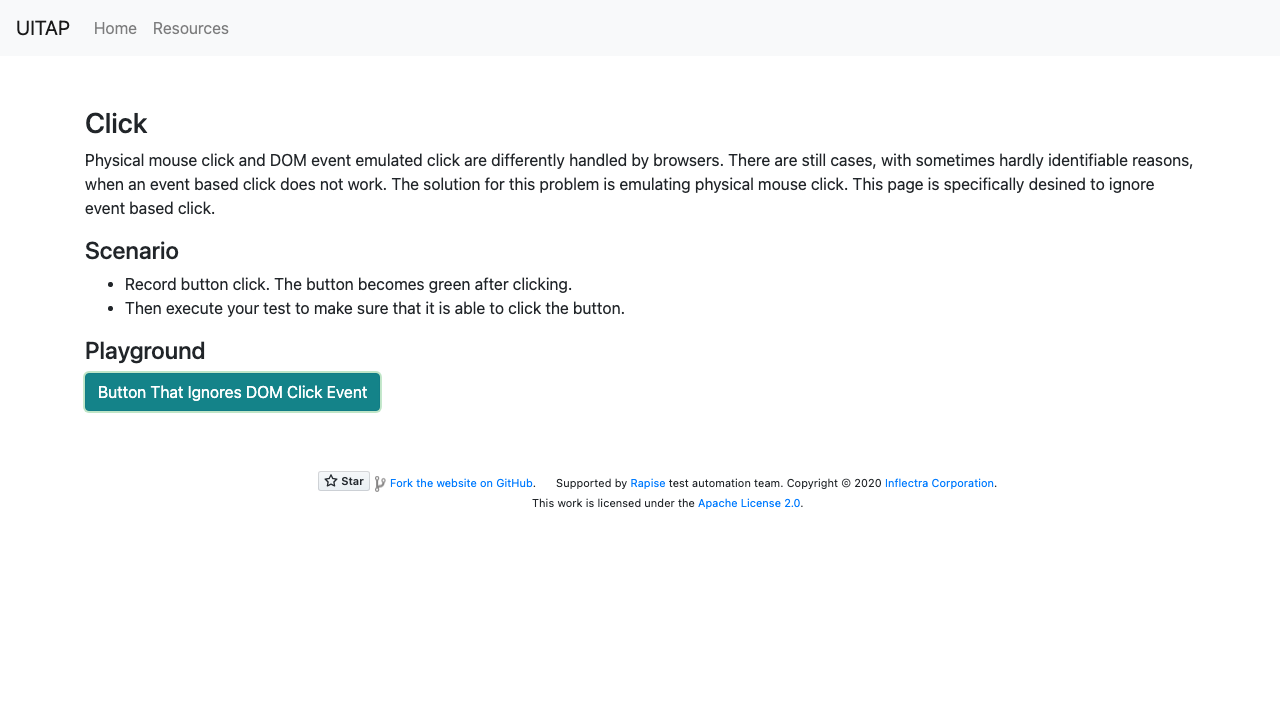 UITAP Home Resources
Click
Physical mouse click and DOM event emulated click are differently handled by browsers. There are still cases, with sometimes hardly identifiable reasons,
when an event based click does not work. The solution for this problem is emulating physical mouse click. This page is specifically desined to ignore
event based click.
Scenario
• Record button click. The button becomes green after clicking.
• Then execute your test to make sure that it is able to click the button.
Playground
Button That Ignores DOM Click Event
Star Fork the website on GitHub. Supported by Rapise test automation team. Copyright © 2020 Inflectra Corporation.
This work is licensed under the Apache License 2.0.